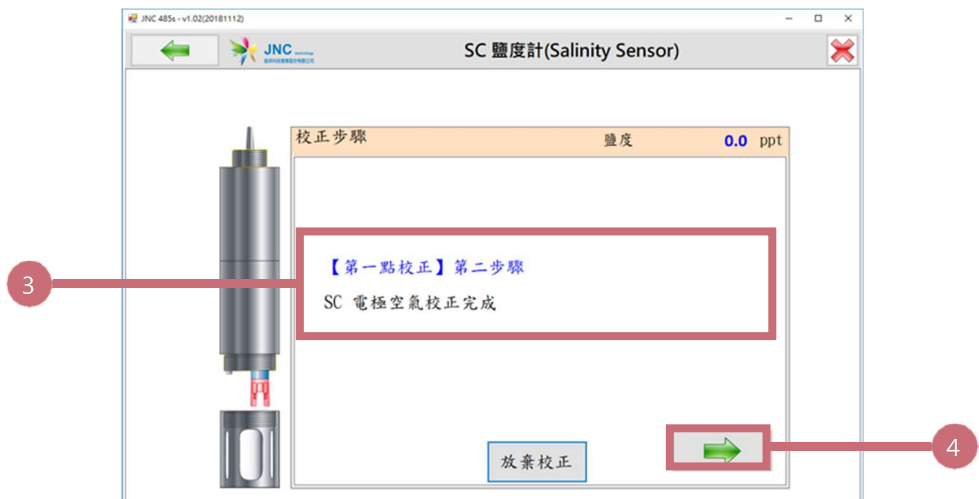 JNC 485s - v1.02(20181112)
JNC technology
SC 鹽度計(Salinity Sensor)
校正步驟 鹽度 0.0 ppt
【第一點校正】第二步驟
3
SC 電極空氣校正完成
放棄校正
4